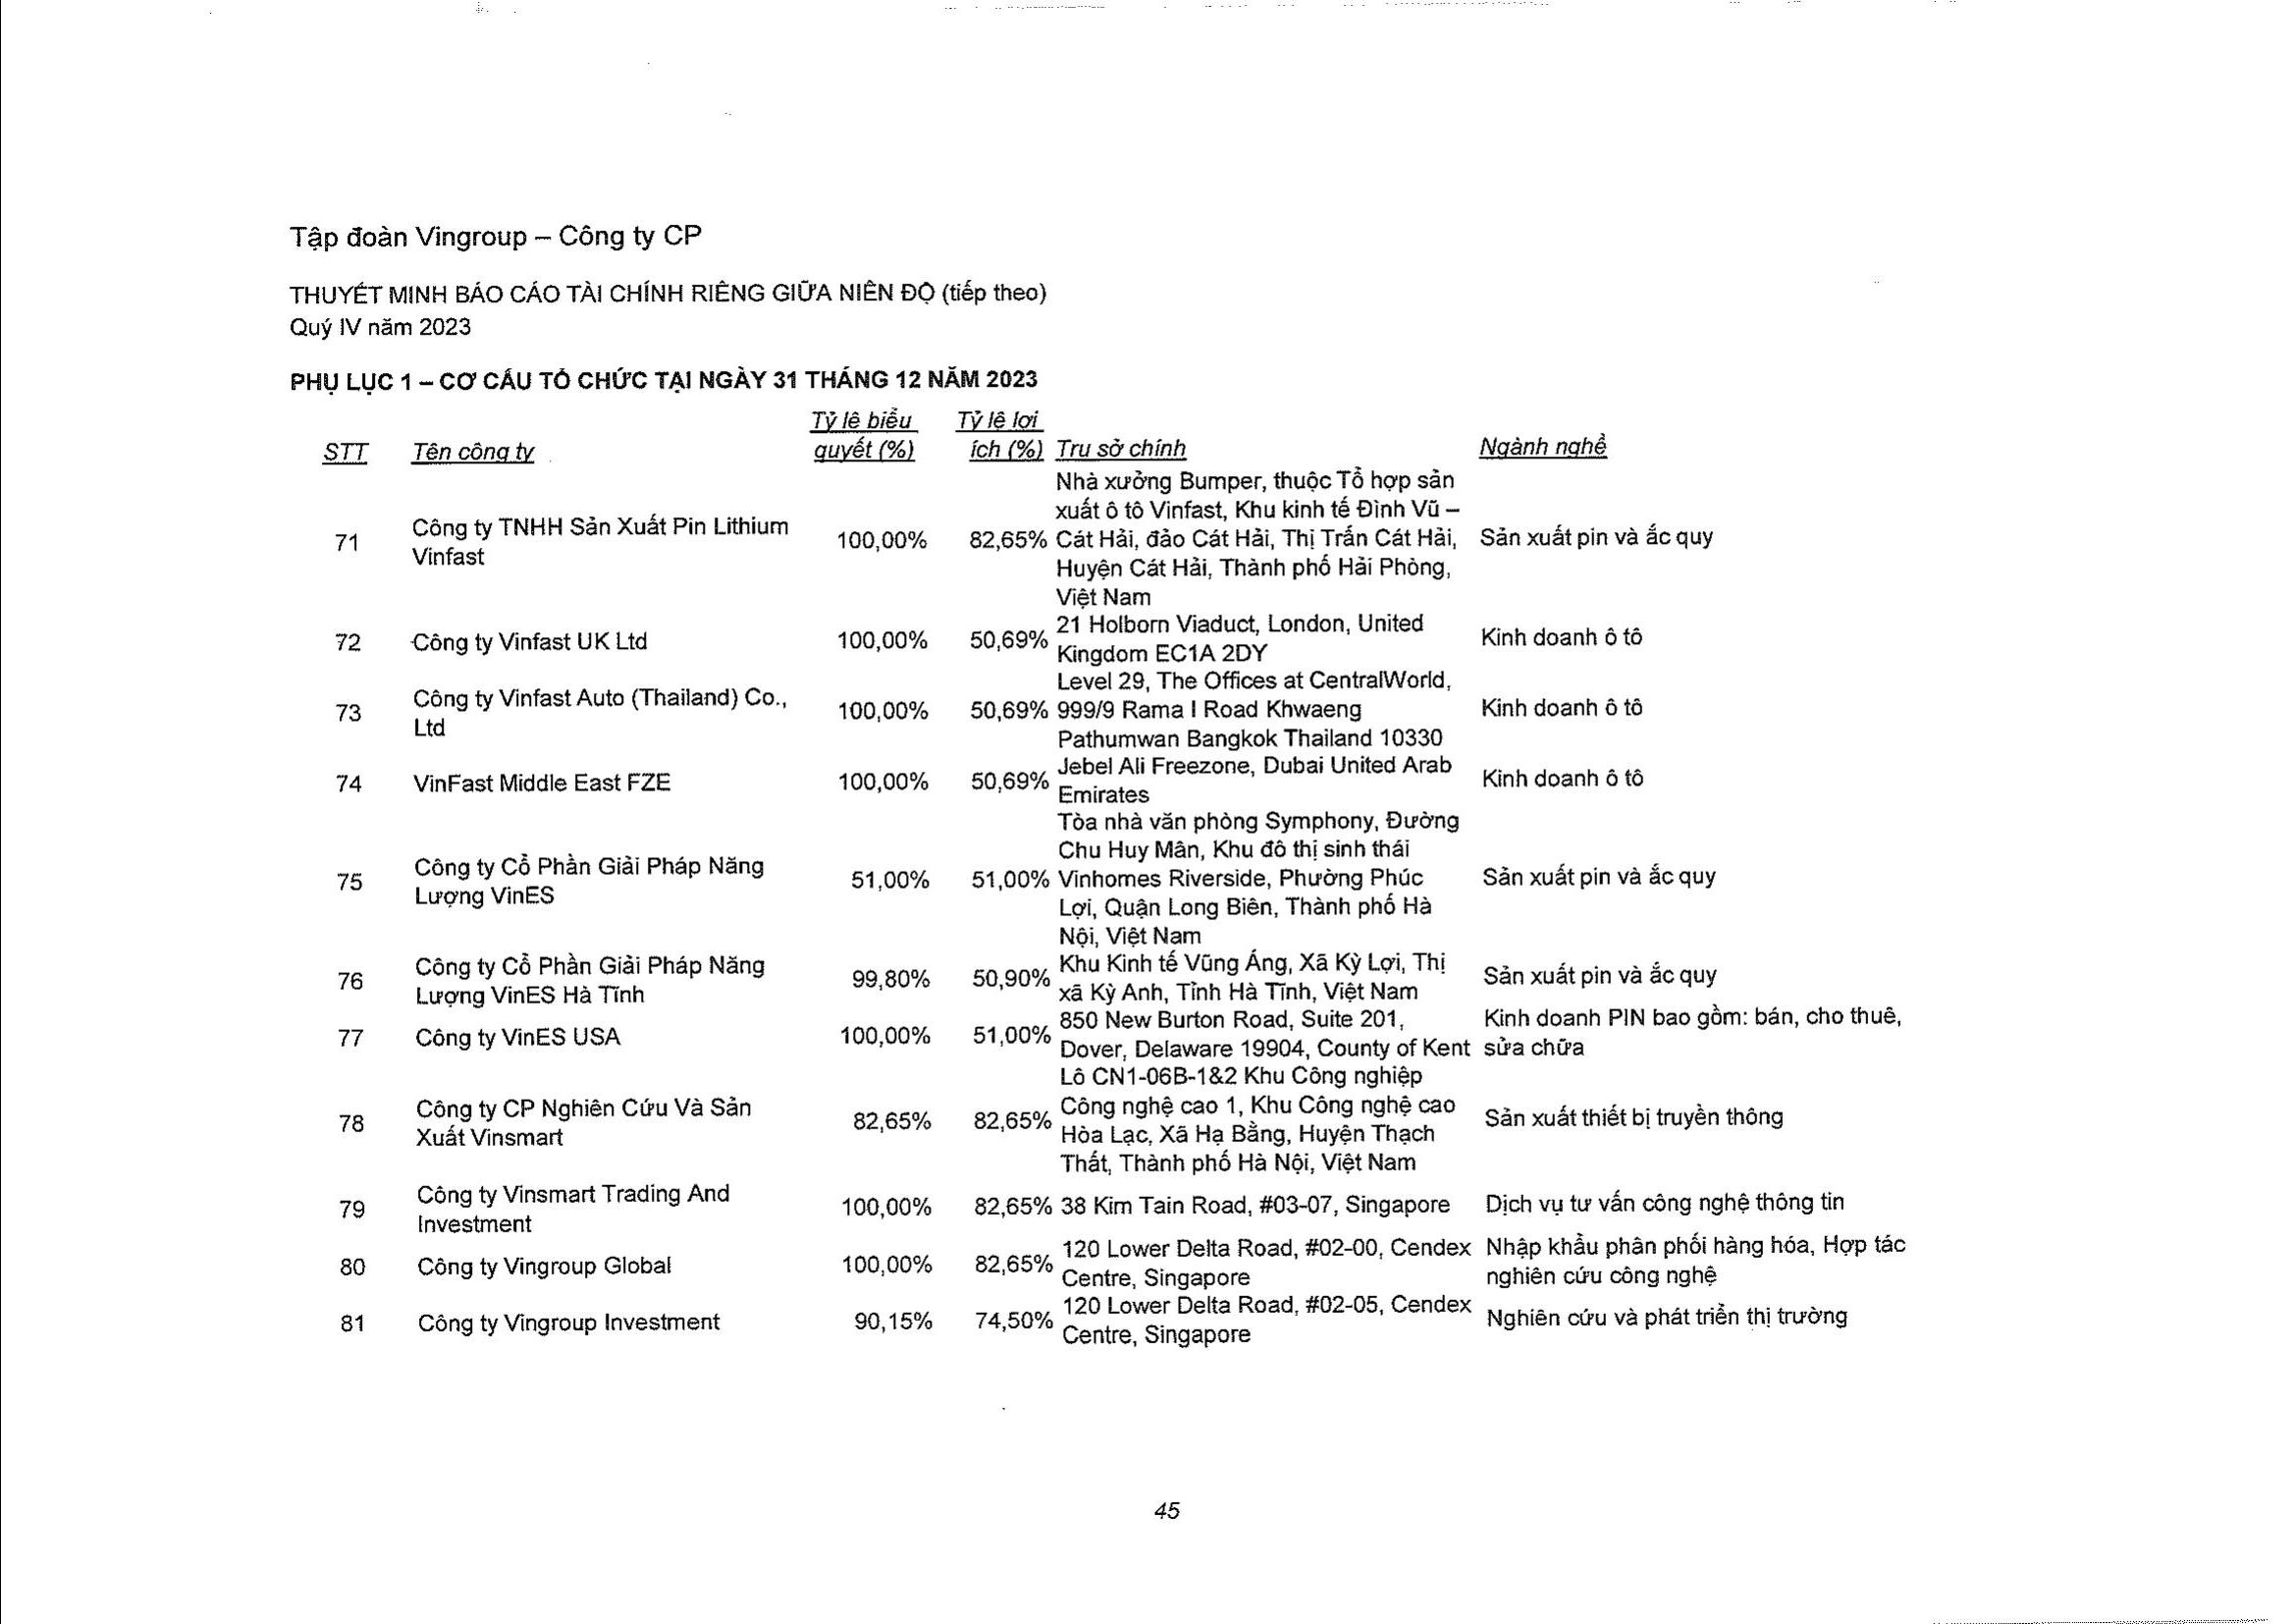 Tập đoàn Vingroup – Công ty CP
THUYẾT MINH BÁO CÁO TÀI CHÍNH RIÊNG GIỮA NIÊN ĐỘ (tiếp theo)
Quý IV năm 2023
PHỤ LỤC 1 – CƠ CẤU TỔ CHỨC TẠI NGÀY 31 THÁNG 12 NĂM 2023
STT Tên công ty Tỷ lệ biểu quyết (%) Tỷ lệ lợi ích (%) Trụ sở chính Ngành nghề
71 Công ty TNHH Sản Xuất Pin Lithium Vinfast 100,00% 82,65% Nhà xưởng Bumper, thuộc Tổ hợp sản xuất ô tô Vinfast, Khu kinh tế Đình Vũ – Cát Hải, đảo Cát Hải, Thị Trấn Cát Hải, Huyện Cát Hải, Thành phố Hải Phòng, Việt Nam Sản xuất pin và ắc quy
72 Công ty Vinfast UK Ltd 100,00% 50,69% 21 Holborn Viaduct, London, United Kingdom EC1A 2DY Kinh doanh ô tô
73 Công ty Vinfast Auto (Thailand) Co., Ltd 100,00% 50,69% Level 29, The Offices at CentralWorld, 999/9 Rama I Road Khwaeng Pathumwan Bangkok Thailand 10330 Kinh doanh ô tô
74 VinFast Middle East FZE 100,00% 50,69% Jebel Ali Freezone, Dubai United Arab Emirates Kinh doanh ô tô
75 Công ty Cổ Phần Giải Pháp Năng Lượng VinES 51,00% 51,00% Tòa nhà văn phòng Symphony, Đường Chu Huy Mân, Khu đô thị sinh thái Vinhomes Riverside, Phường Phúc Lợi, Quận Long Biên, Thành phố Hà Nội, Việt Nam Sản xuất pin và ắc quy
76 Công ty Cổ Phần Giải Pháp Năng Lượng VinES Hà Tĩnh 99,80% 50,90% Khu Kinh tế Vũng Áng, Xã Kỳ Lợi, Thị xã Kỳ Anh, Tỉnh Hà Tĩnh, Việt Nam Sản xuất pin và ắc quy
77 Công ty VinES USA 100,00% 51,00% 850 New Burton Road, Suite 201, Dover, Delaware 19904, County of Kent Kinh doanh PIN bao gồm: bán, cho thuê, sửa chữa
78 Công ty CP Nghiên Cứu Và Sản Xuất Vinsmart 82,65% 82,65% Lô CN1-06B-1&2 Khu Công nghiệp Công nghệ cao 1, Khu Công nghệ cao Hòa Lạc, Xã Hạ Bằng, Huyện Thạch Thất, Thành phố Hà Nội, Việt Nam Sản xuất thiết bị truyền thông
79 Công ty Vinsmart Trading And Investment 100,00% 82,65% 38 Kim Tain Road, #03-07, Singapore Dịch vụ tư vấn công nghệ thông tin
80 Công ty Vingroup Global 100,00% 82,65% 120 Lower Delta Road, #02-00, Cendex Centre, Singapore Nhập khẩu phân phối hàng hóa, Hợp tác nghiên cứu công nghệ
81 Công ty Vingroup Investment 90,15% 74,50% 120 Lower Delta Road, #02-05, Cendex Centre, Singapore Nghiên cứu và phát triển thị trường
45